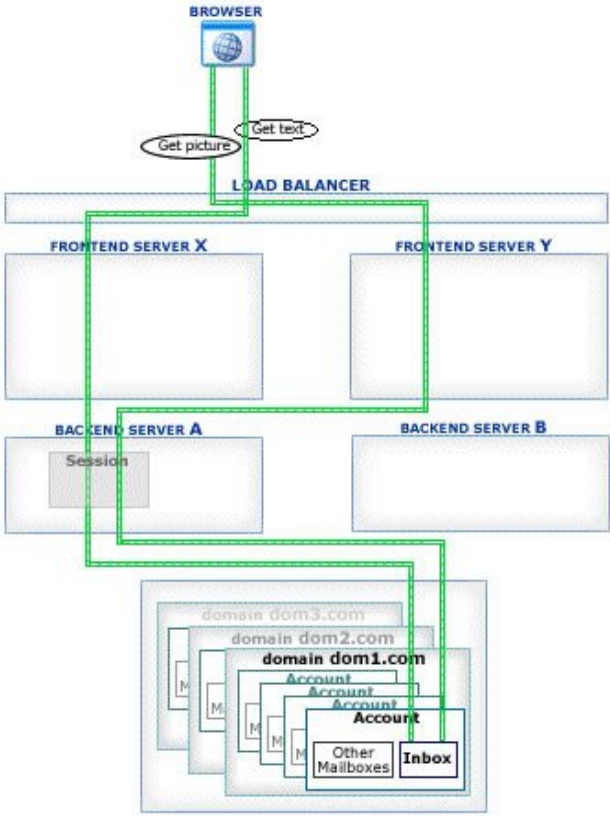 BROWSER
Get text
Get picture
LOAD BALANCER
FRONTEND SERVER X
FRONTEND SERVER Y
BACKEND SERVER A
BACKEND SERVER B
Session
domain dom3.com
domain dom2.com
domain dom1.com
Account
Account
Account
Account
M
M
M
M
M
Other
Mailboxes
Inbox